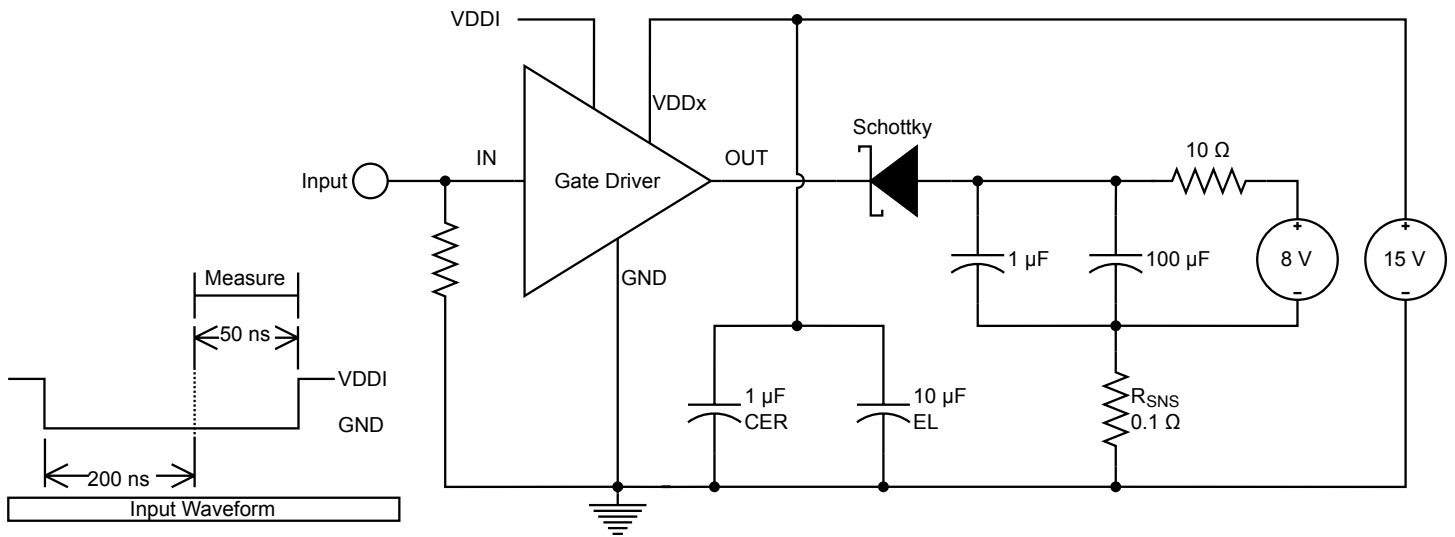 VDDI
VDDx
Schottky
10 Ω
IN
OUT
Input
Gate Driver
1 µF
100 µF
8 V
15 V
GND
Measure
50 ns
VDDI
GND
1 µF
CER
10 µF
EL
RSNS
0.1 Ω
200 ns
Input Waveform